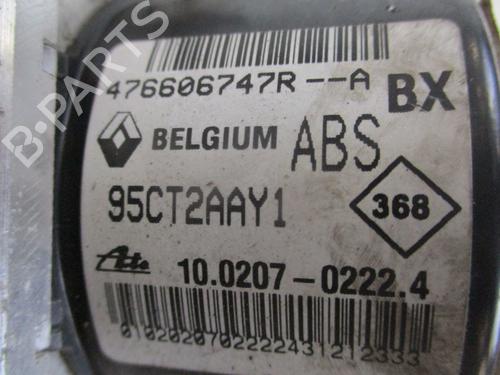 476606747R--A BX
BELGIUM ABS
95CT2AAY1
368
Ate 10.0207-0222.4
0102020702222431212333
B-PARTS